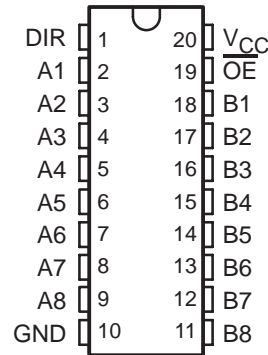 DIR 1 20 VCC
A1 2 19 OE
A2 3 18 B1
A3 4 17 B2
A4 5 16 B3
A5 6 15 B4
A6 7 14 B5
A7 8 13 B6
A8 9 12 B7
GND 10 11 B8